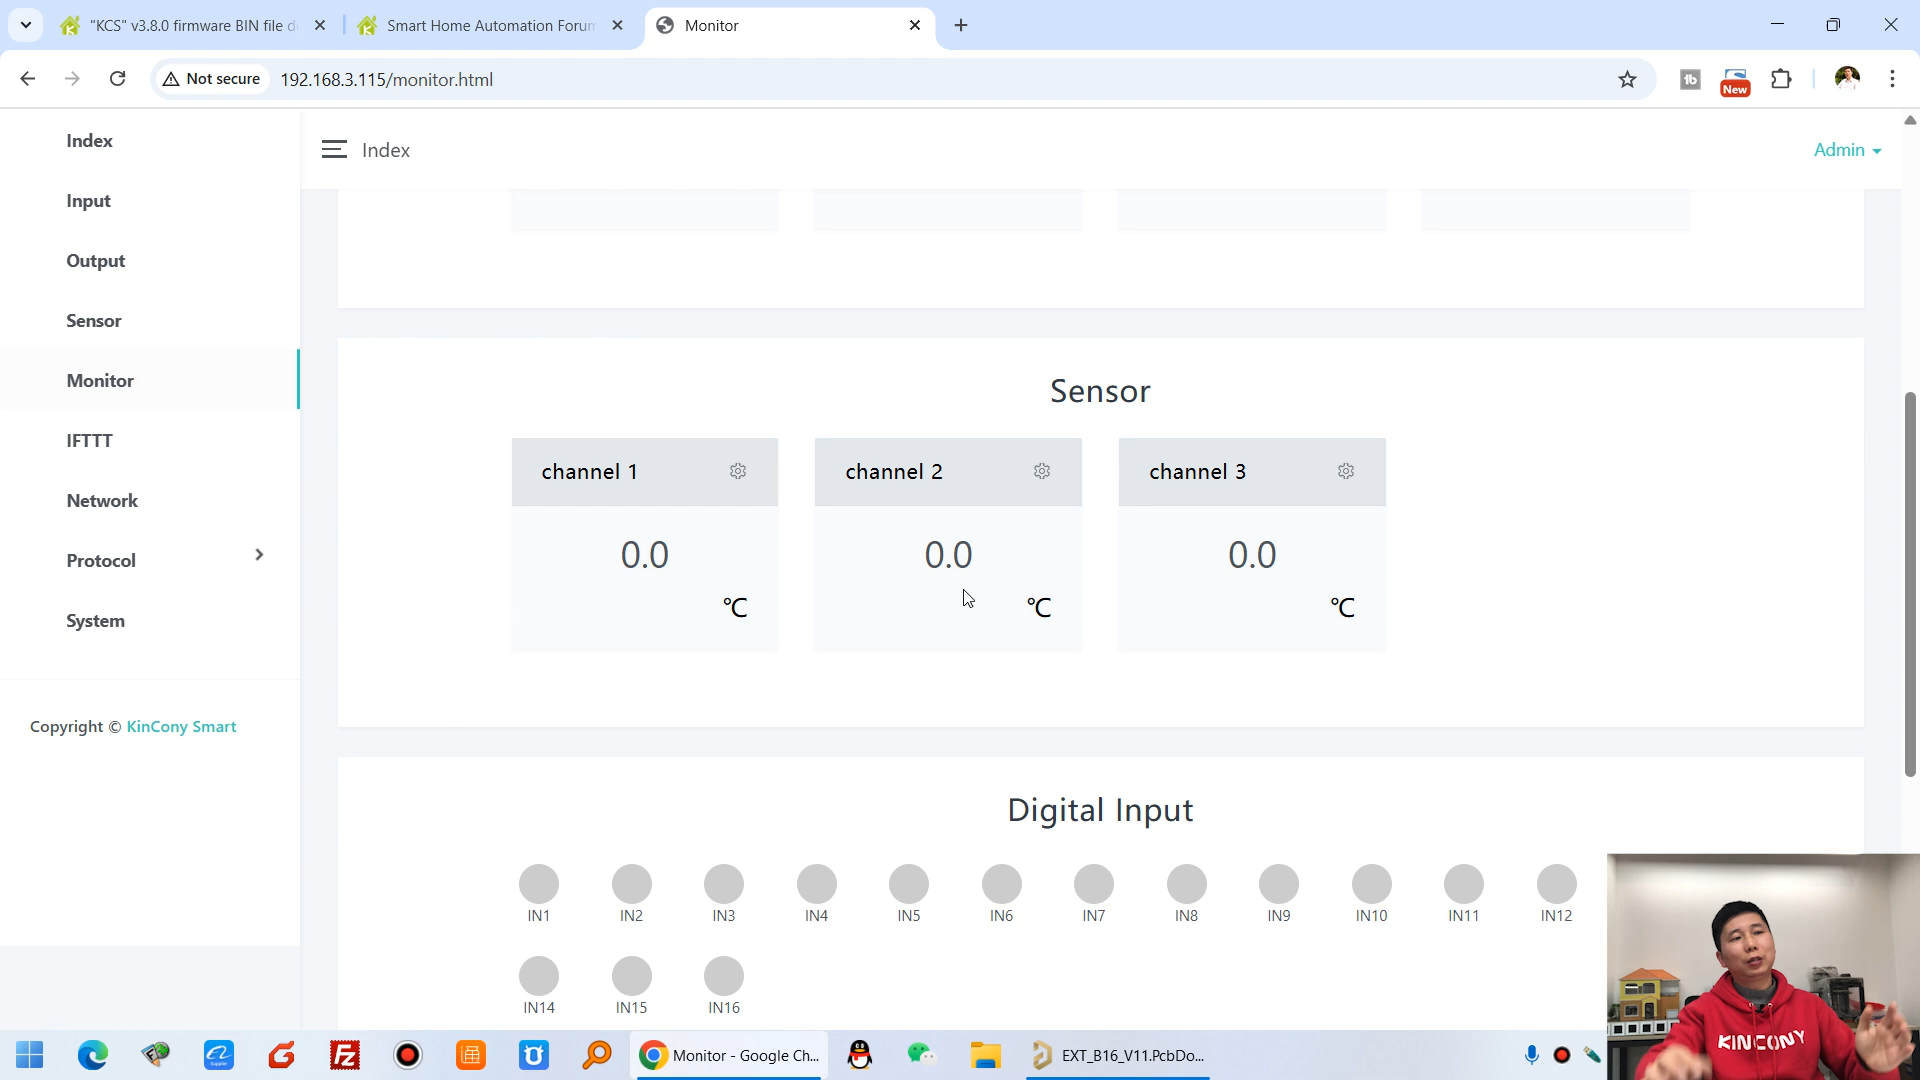 "KCS" v3.8.0 firmware BIN file d
Smart Home Automation Forun
Monitor
Not secure
192.168.3.115/monitor.html
New
Index
Input
Output
Sensor
Monitor
IFTTT
Network
Protocol
System
Copyright © KinCony Smart
Index
Admin
Sensor
channel 1
channel 2
channel 3
0.0
0.0
0.0
℃
℃
℃
Digital Input
IN1
IN2
IN3
IN4
IN5
IN6
IN7
IN8
IN9
IN10
IN11
IN12
IN14
IN15
IN16
KINCONY
Monitor - Google Ch...
EXT_B16_V11.PcbDo...